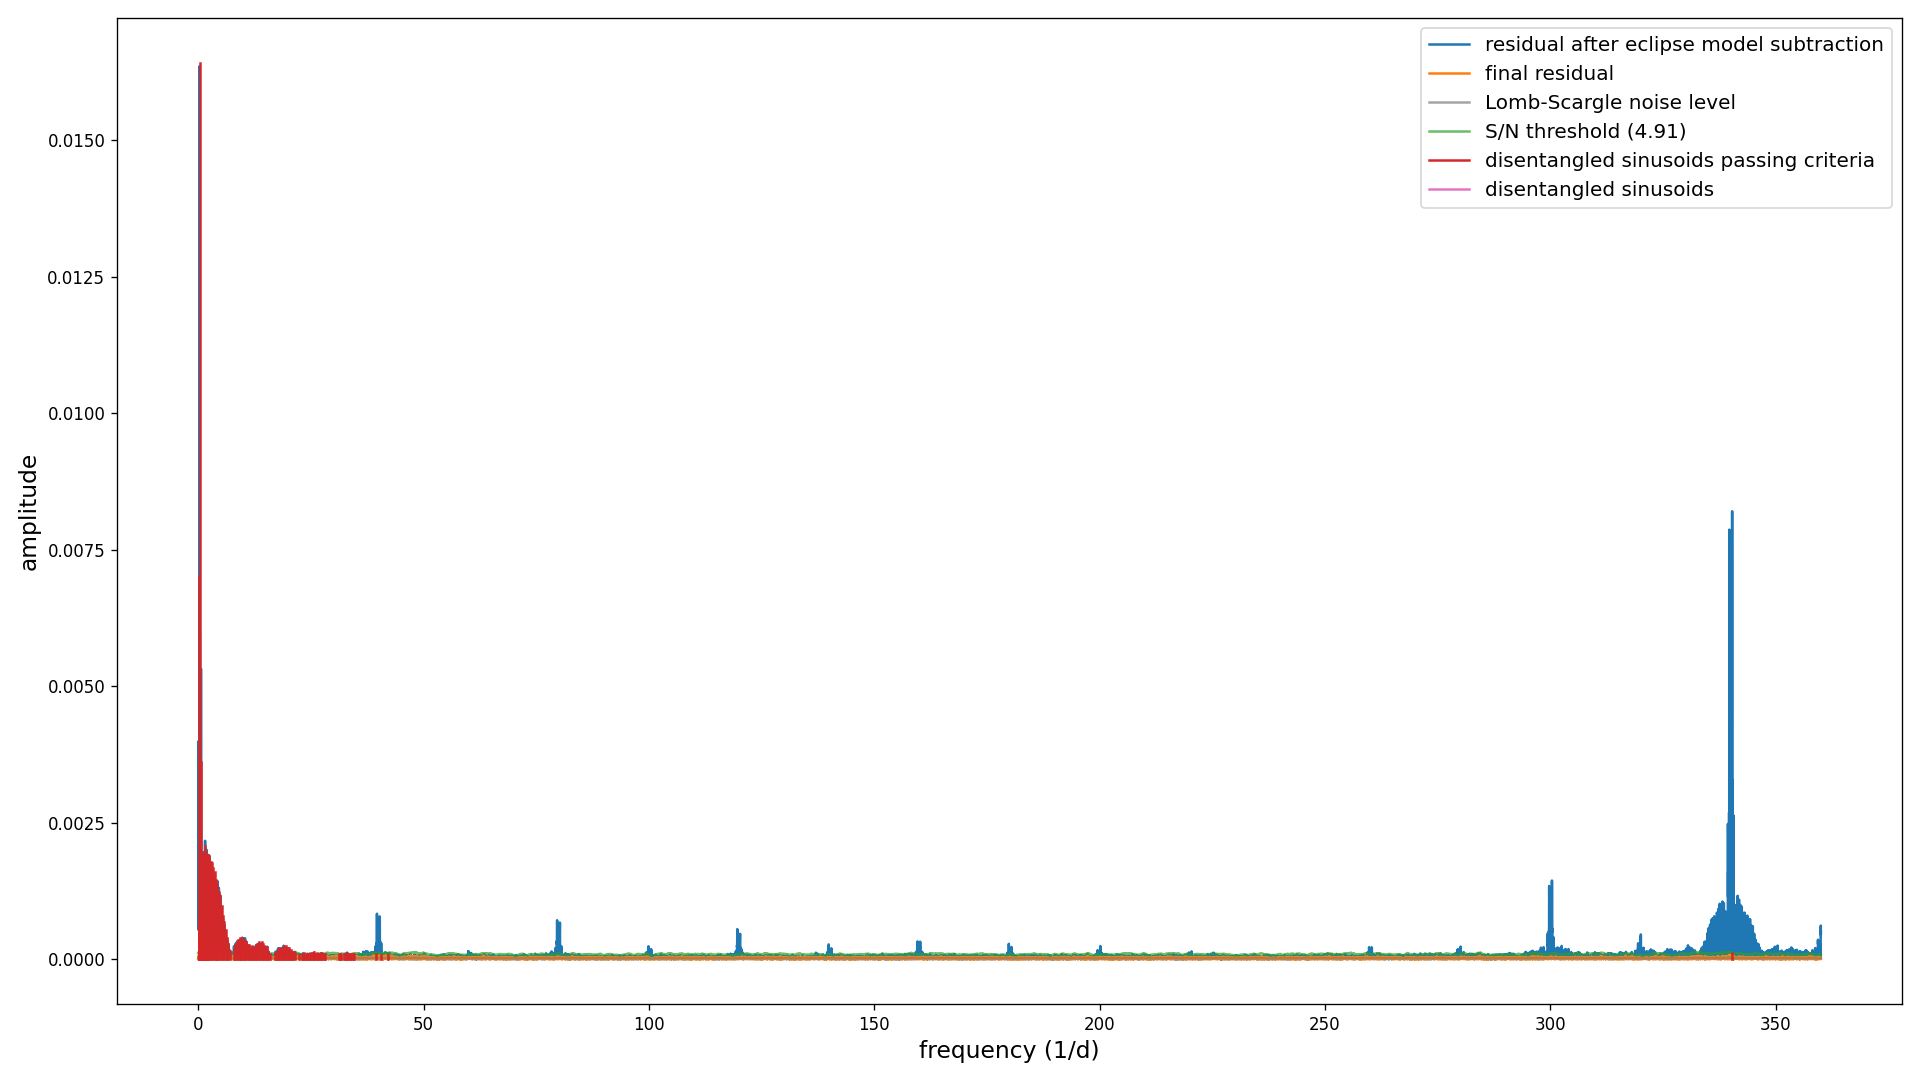 residual after eclipse model subtraction
final residual
Lomb-Scargle noise level
S/N threshold (4.91)
disentangled sinusoids passing criteria
disentangled sinusoids
amplitude
0.0150
0.0125
0.0100
0.0075
0.0050
0.0025
0.0000
0 50 100 150 200 250 300 350
frequency (1/d)